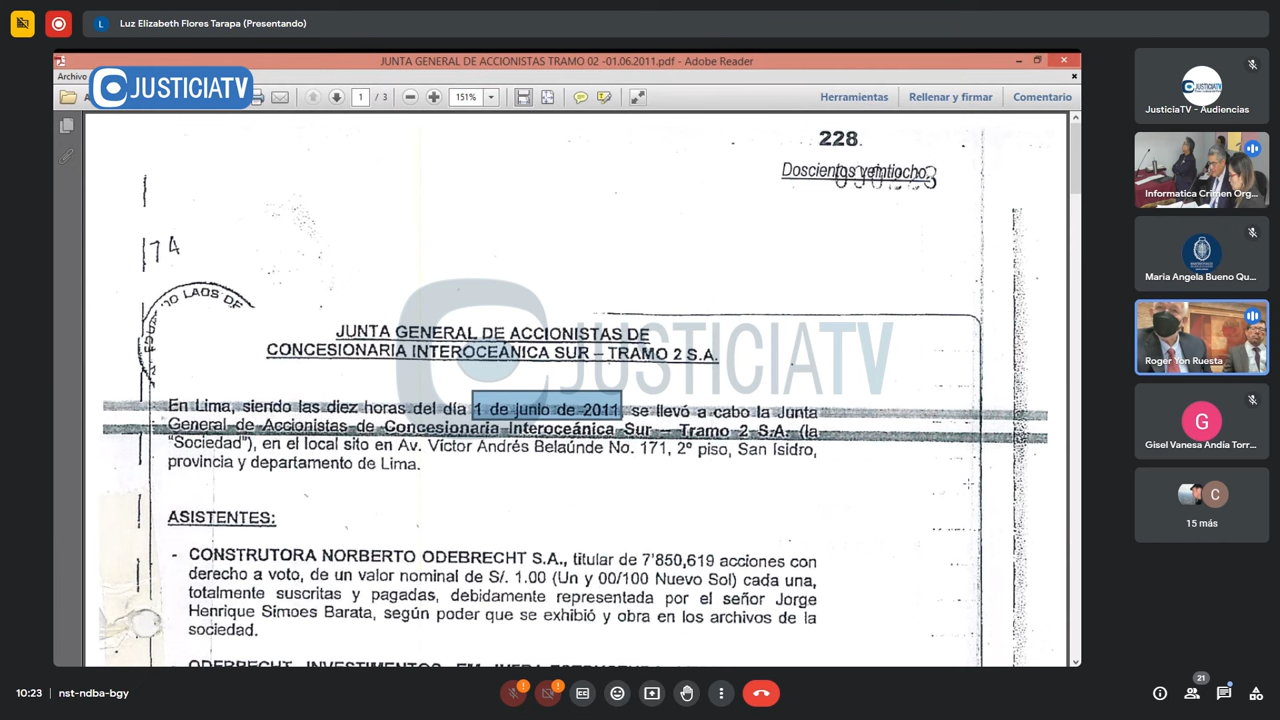 Luz Elizabeth Flores Tarapa (Presentando)
JUNTA GENERAL DE ACCIONISTAS TRAMO 02 -01.06.2011.pdf - Adobe Reader
Archivo
JUSTICIATV
1 / 3
151%
Herramientas
Rellenar y firmar
Comentario
228
Doscientos veintiocho
174
JUNTA GENERAL DE ACCIONISTAS DE
CONCESIONARIA INTEROCEÁNICA SUR – TRAMO 2 S.A.
JUSTICIATV
En Lima, siendo las diez horas del día 1 de junio de 2011 se llevó a cabo la Junta
General de Accionistas de Concesionaria Interoceánica Sur – Tramo 2 S.A. (la
"Sociedad"), en el local sito en Av. Víctor Andrés Belaúnde No. 171, 2º piso, San Isidro,
provincia y departamento de Lima.
ASISTENTES:
- CONSTRUTORA NORBERTO ODEBRECHT S.A., titular de 7'850,619 acciones con
derecho a voto, de un valor nominal de S/. 1.00 (Un y 00/100 Nuevo Sol) cada una,
totalmente suscritas y pagadas, debidamente representada por el señor Jorge
Henrique Simoes Barata, según poder que se exhibió y obra en los archivos de la
sociedad.
ODEBRECHT INVESTIMENTOS EM
JusticiaTV - Audiencias
Informatica Crimen Org...
Maria Angela Bueno Qu...
Roger Yon Ruesta
G
Gisel Vanesa Andía Torr...
C
15 más
10:23
nst-ndba-bgy
21